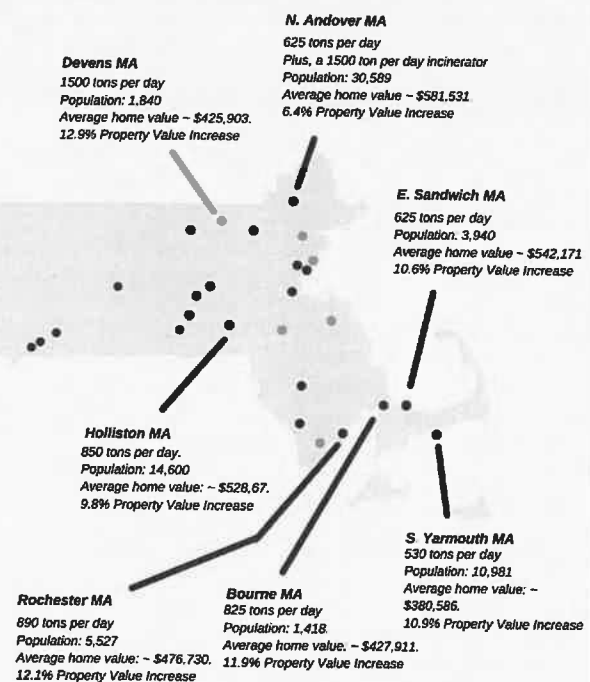 N. Andover MA
625 tons per day
Plus, a 1500 ton per day incinerator
Population: 30,589
Average home value ~ $581,531
6.4% Property Value Increase
Devens MA
1500 tons per day
Population: 1,840
Average home value ~ $425,903.
12.9% Property Value Increase
E. Sandwich MA
625 tons per day
Population. 3,940
Average home value ~ $542,171
10.6% Property Value Increase
Holliston MA
850 tons per day.
Population: 14,600
Average home value: ~ $528,67.
9.8% Property Value Increase
S. Yarmouth MA
530 tons per day
Population: 10,981
Average home value: ~
$380,586.
10.9% Property Value Increase
Rochester MA
890 tons per day
Population: 5,527
Average home value: ~ $476,730.
12.1% Property Value Increase
Bourne MA
825 tons per day
Population: 1,418.
Average home value. ~ $427,911.
11.9% Property Value Increase